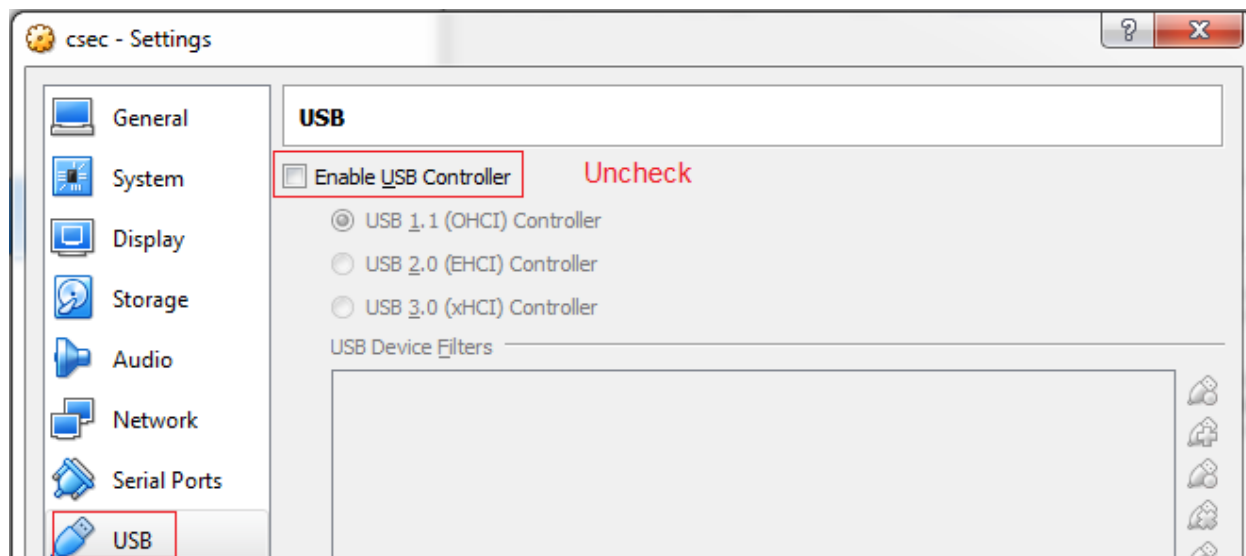 csec - Settings
?
X
General
System
Display
Storage
Audio
Network
Serial Ports
USB
USB
Enable USB Controller
Uncheck
USB 1.1 (OHCI) Controller
USB 2.0 (EHCI) Controller
USB 3.0 (xHCI) Controller
USB Device Filters